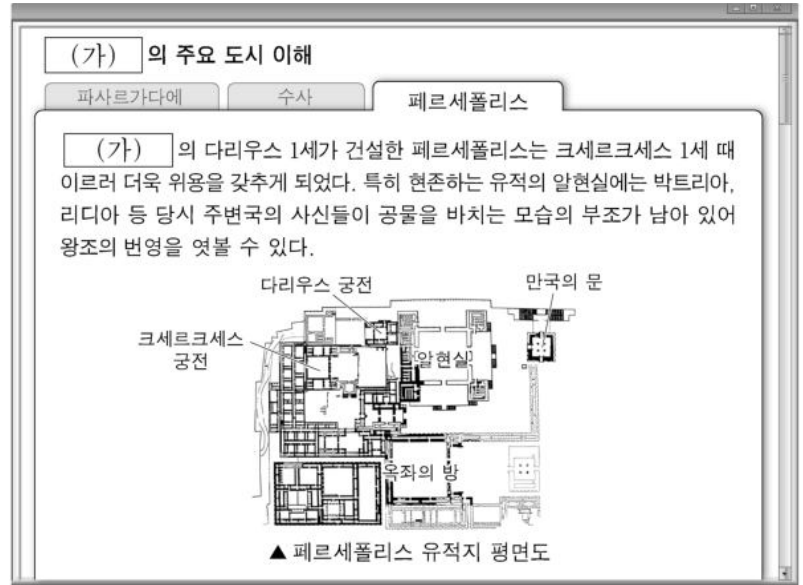 (가) 의 주요 도시 이해
파사르가다에 수사 페르세폴리스
(가) 의 다리우스 1세가 건설한 페르세폴리스는 크세르크세스 1세 때
이르러 더욱 위용을 갖추게 되었다. 특히 현존하는 유적의 알현실에는 박트리아,
리디아 등 당시 주변국의 사신들이 공물을 바치는 모습의 부조가 남아 있어
왕조의 번영을 엿볼 수 있다.
다리우스 궁전 만국의 문
크세르크세스
궁전
알현실
옥좌의 방
▲ 페르세폴리스 유적지 평면도